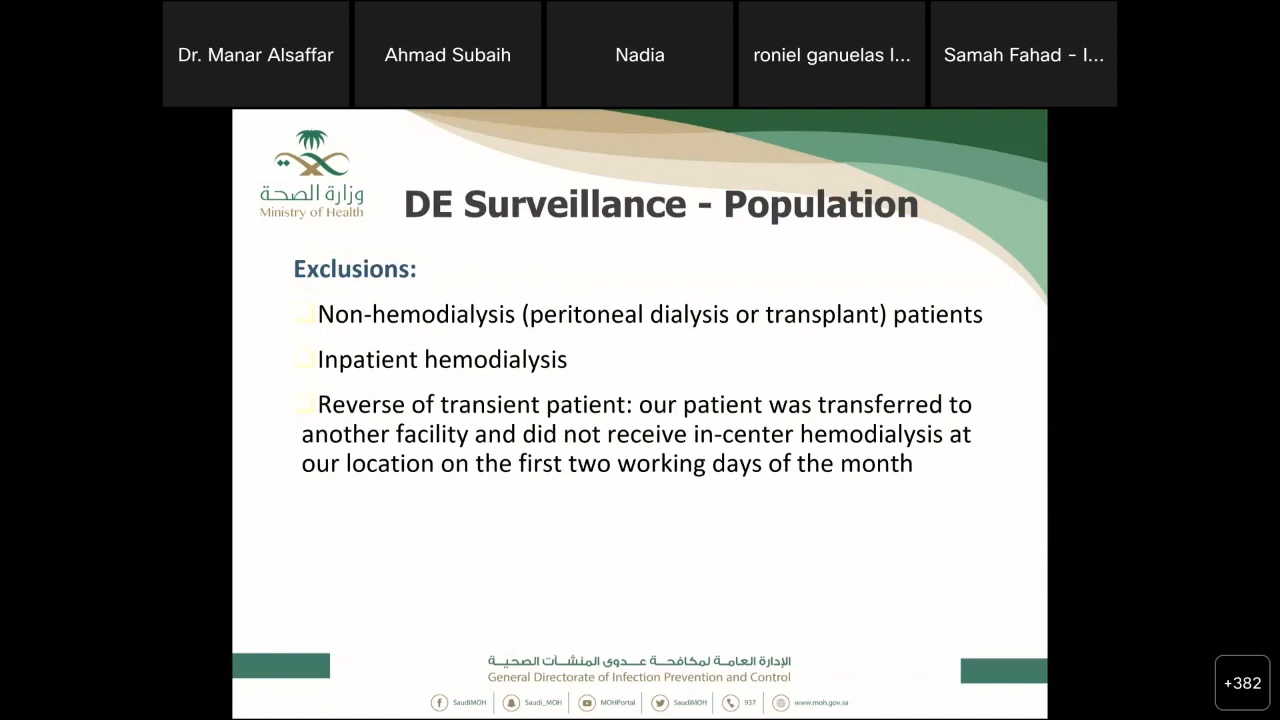 Dr. Manar Alsaffar
Ahmad Subaih
Nadia
roniel ganuelas l...
Samah Fahad - I...
وزارة الصحة
Ministry of Health
DE Surveillance - Population
Exclusions:
Non-hemodialysis (peritoneal dialysis or transplant) patients
Inpatient hemodialysis
Reverse of transient patient: our patient was transferred to
another facility and did not receive in-center hemodialysis at
our location on the first two working days of the month
الإدارة العامة لمكافحة عدوى المنشآت الصحية
General Directorate of Infection Prevention and Control
SaudiMOH
Saudi_MOH
MOHPortal
SaudiMOH
937
www.moh.gov.sa
+382